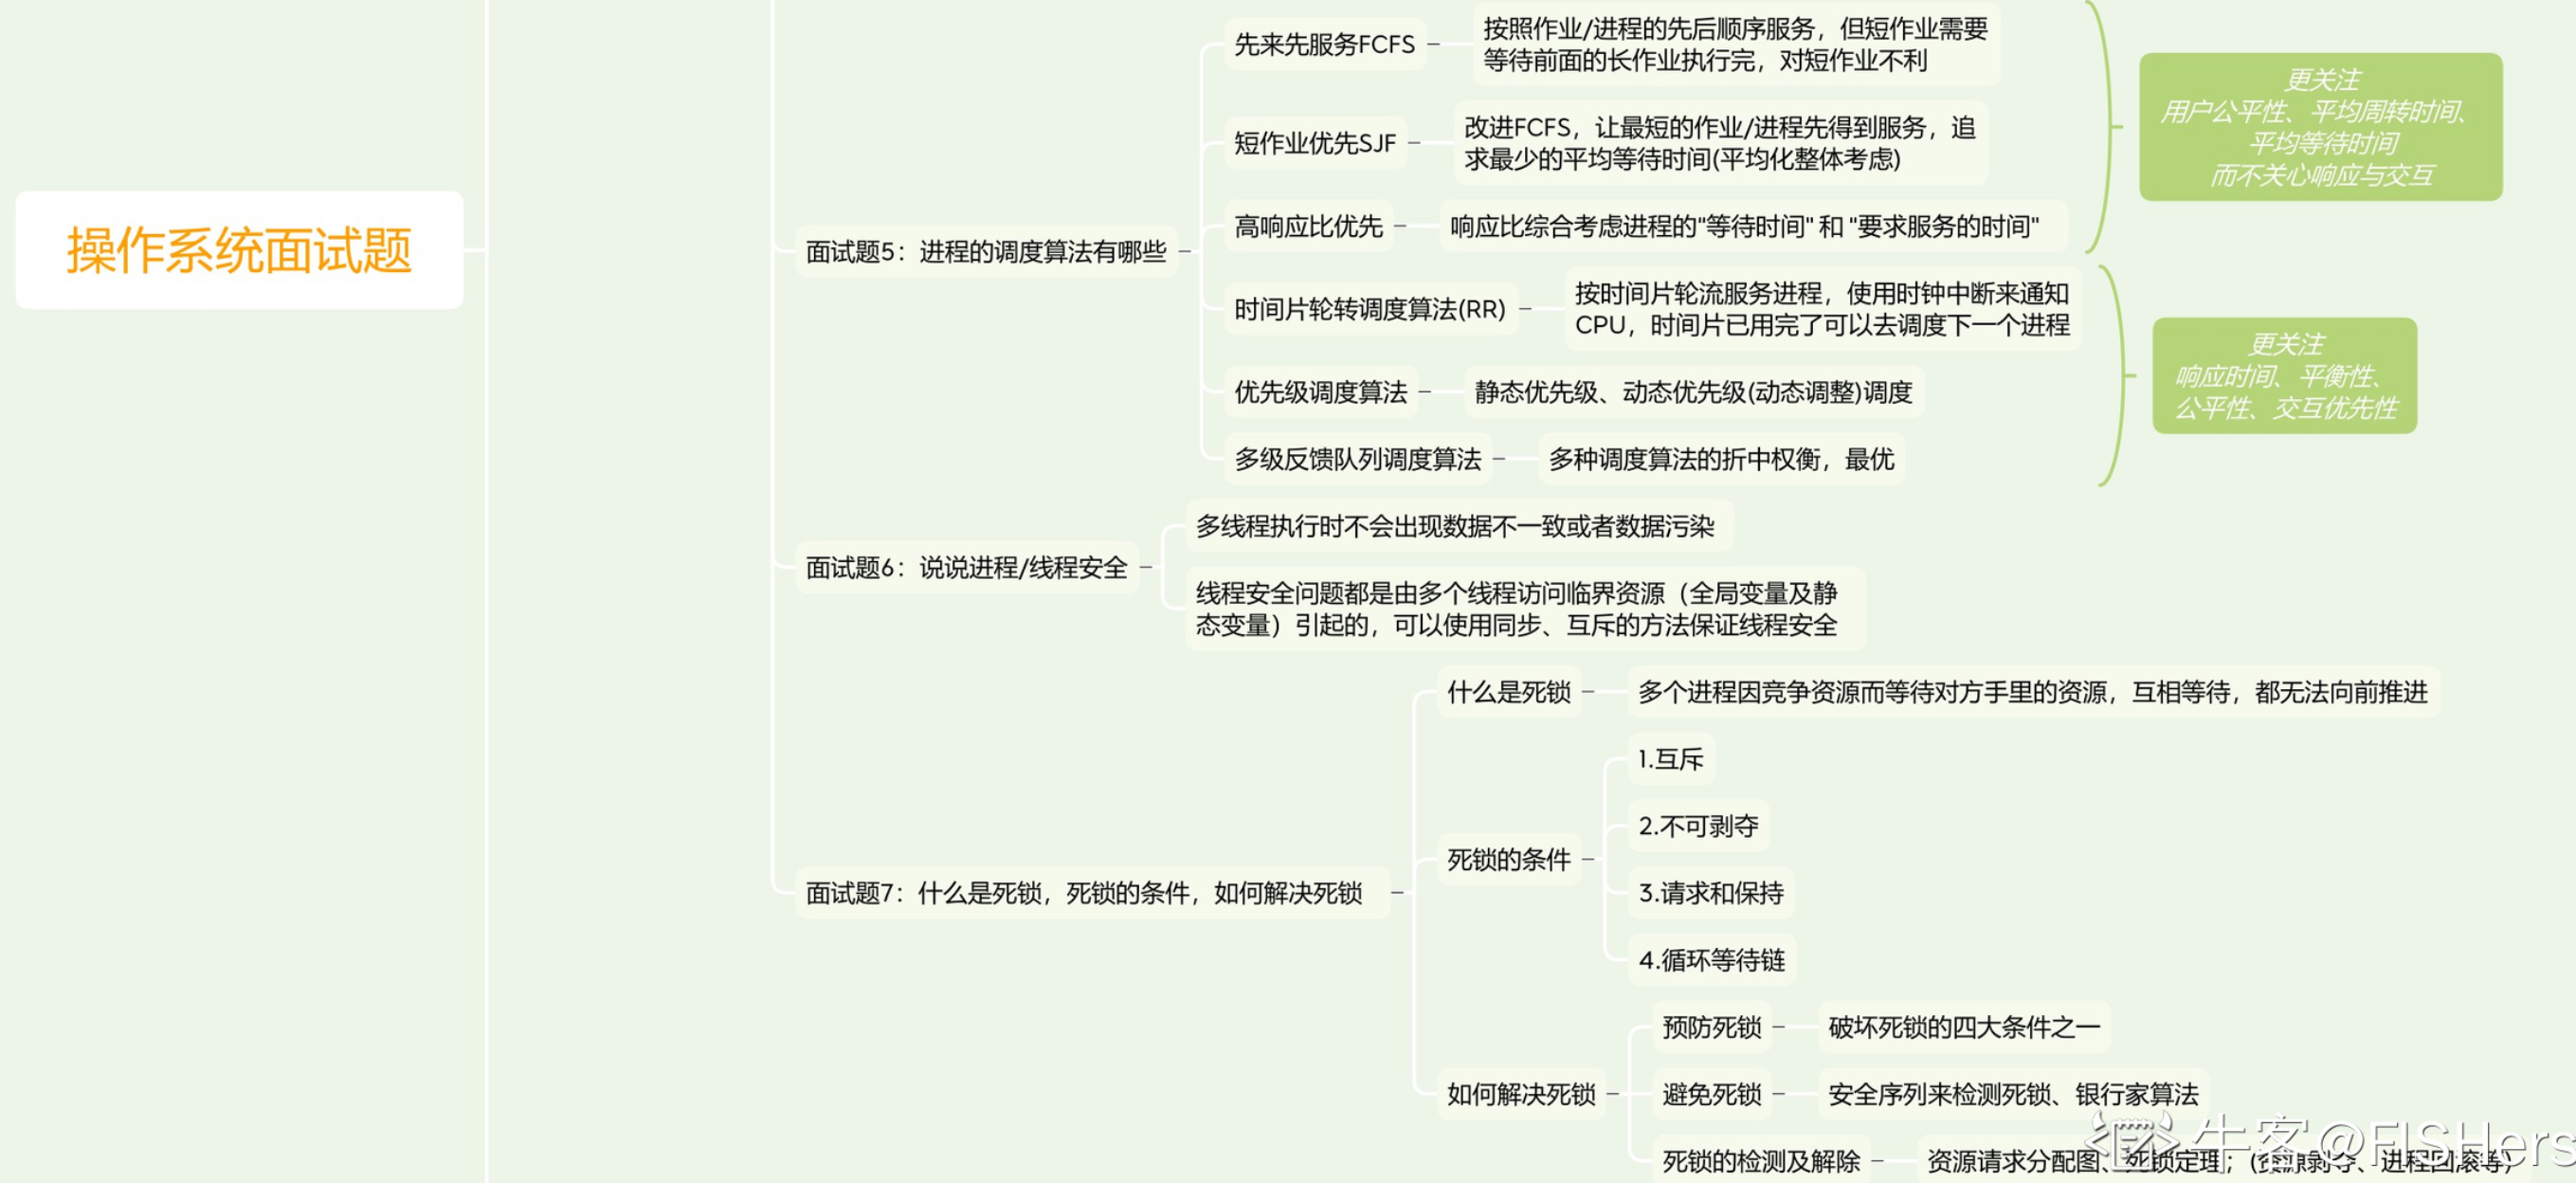 操作系统面试题
面试题5：进程的调度算法有哪些
先来先服务FCFS
按照作业/进程的先后顺序服务，但短作业需要
等待前面的长作业执行完，对短作业不利
短作业优先SJF
改进FCFS，让最短的作业/进程先得到服务，追
求最少的平均等待时间(平均化整体考虑)
高响应比优先
响应比综合考虑进程的"等待时间" 和 "要求服务的时间"
更关注
用户公平性、平均周转时间、
平均等待时间
而不关心响应与交互
时间片轮转调度算法(RR)
按时间片轮流服务进程，使用时钟中断来通知
CPU，时间片已用完了可以去调度下一个进程
优先级调度算法
静态优先级、动态优先级(动态调整)调度
多级反馈队列调度算法
多种调度算法的折中权衡，最优
更关注
响应时间、平衡性、
公平性、交互优先性
面试题6：说说进程/线程安全
多线程执行时不会出现数据不一致或者数据污染
线程安全问题都是由多个线程访问临界资源（全局变量及静
态变量）引起的，可以使用同步、互斥的方法保证线程安全
面试题7：什么是死锁，死锁的条件，如何解决死锁
什么是死锁
多个进程因竞争资源而等待对方手里的资源，互相等待，都无法向前推进
死锁的条件
1.互斥
2.不可剥夺
3.请求和保持
4.循环等待链
如何解决死锁
预防死锁
破坏死锁的四大条件之一
避免死锁
安全序列来检测死锁、银行家算法
死锁的检测及解除
资源请求分配图、死锁定理；(资源剥夺、进程回滚等)
牛客@FISHers